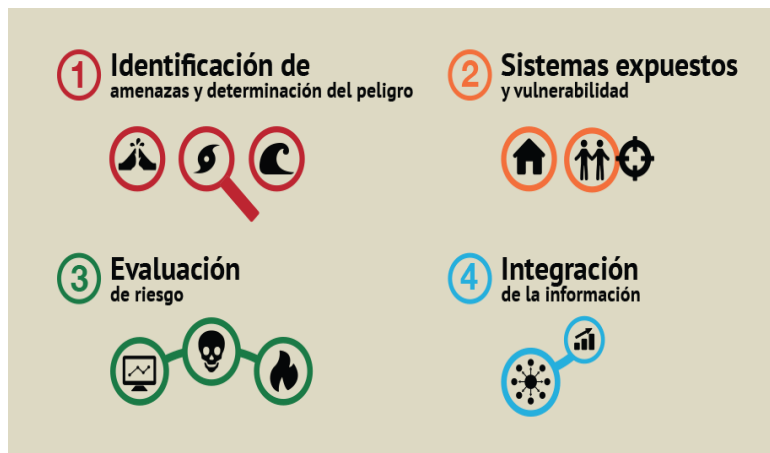 1 Identificación de
amenazas y determinación del peligro
2 Sistemas expuestos
y vulnerabilidad
3 Evaluación
de riesgo
4 Integración
de la información